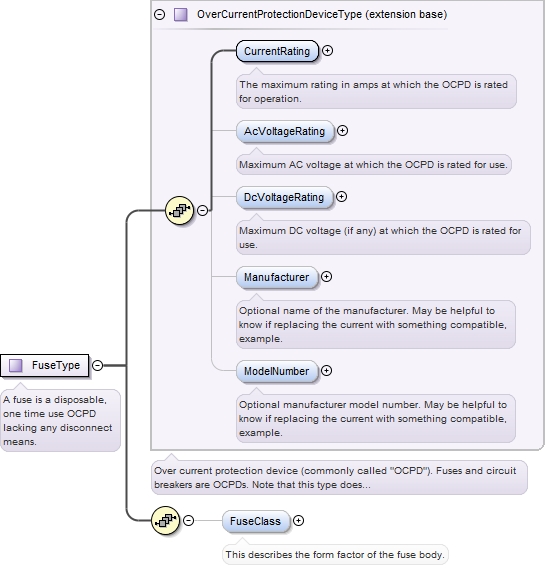 OverCurrentProtectionDeviceType (extension base)
CurrentRating
The maximum rating in amps at which the OCPD is rated
for operation.
AcVoltageRating
Maximum AC voltage at which the OCPD is rated for use.
DcVoltageRating
Maximum DC voltage (if any) at which the OCPD is rated for
use.
Manufacturer
Optional name of the manufacturer. May be helpful to
know if replacing the current with something compatible,
example.
ModelNumber
Optional manufacturer model number. May be helpful to
know if replacing the current with something compatible,
example.
FuseType
A fuse is a disposable,
one time use OCPD
lacking any disconnect
means.
Over current protection device (commonly called "OCPD"). Fuses and circuit
breakers are OCPDs. Note that this type does...
FuseClass
This describes the form factor of the fuse body.